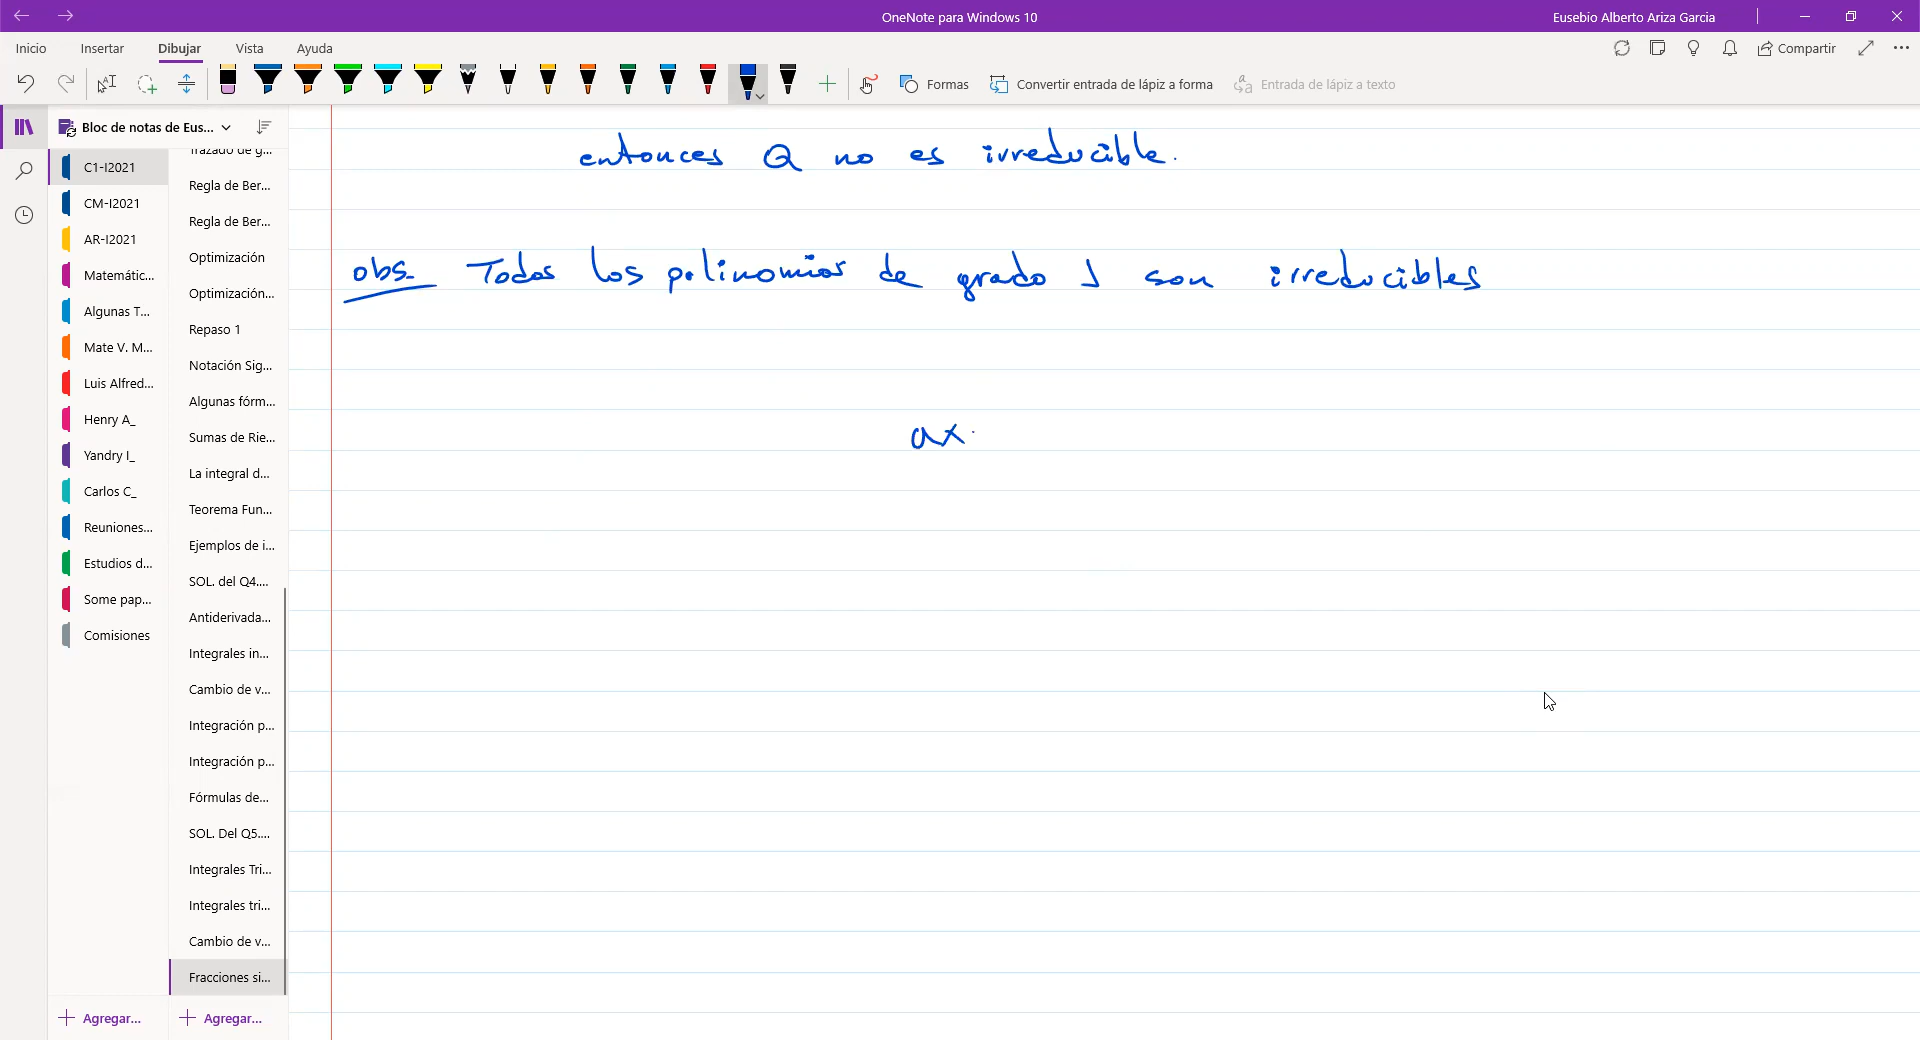 OneNote para Windows 10
Eusebio Alberto Ariza Garcia
Inicio
Insertar
Dibujar
Vista
Ayuda
Compartir
Formas
Convertir entrada de lápiz a forma
Entrada de lápiz a texto
Bloc de notas de Eus...
C1-I2021
CM-I2021
AR-I2021
Matemátic...
Algunas T...
Mate V. M...
Luis Alfred...
Henry A_
Yandry I_
Carlos C_
Reuniones...
Estudios d...
Some pap...
Comisiones
Agregar...
Trazado de g...
Regla de Ber...
Regla de Ber...
Optimización
Optimización...
Repaso 1
Notación Sig...
Algunas fórm...
Sumas de Rie...
La integral d...
Teorema Fun...
Ejemplos de i...
SOL. del Q4....
Antiderivada...
Integrales in...
Cambio de v...
Integración p...
Integración p...
Fórmulas de...
SOL. Del Q5....
Integrales Tri...
Integrales tri...
Cambio de v...
Fracciones si...
Agregar...
entonces Q no es irreducible.
obs. Todos los polinomios de grado 1 son irreducibles
ax